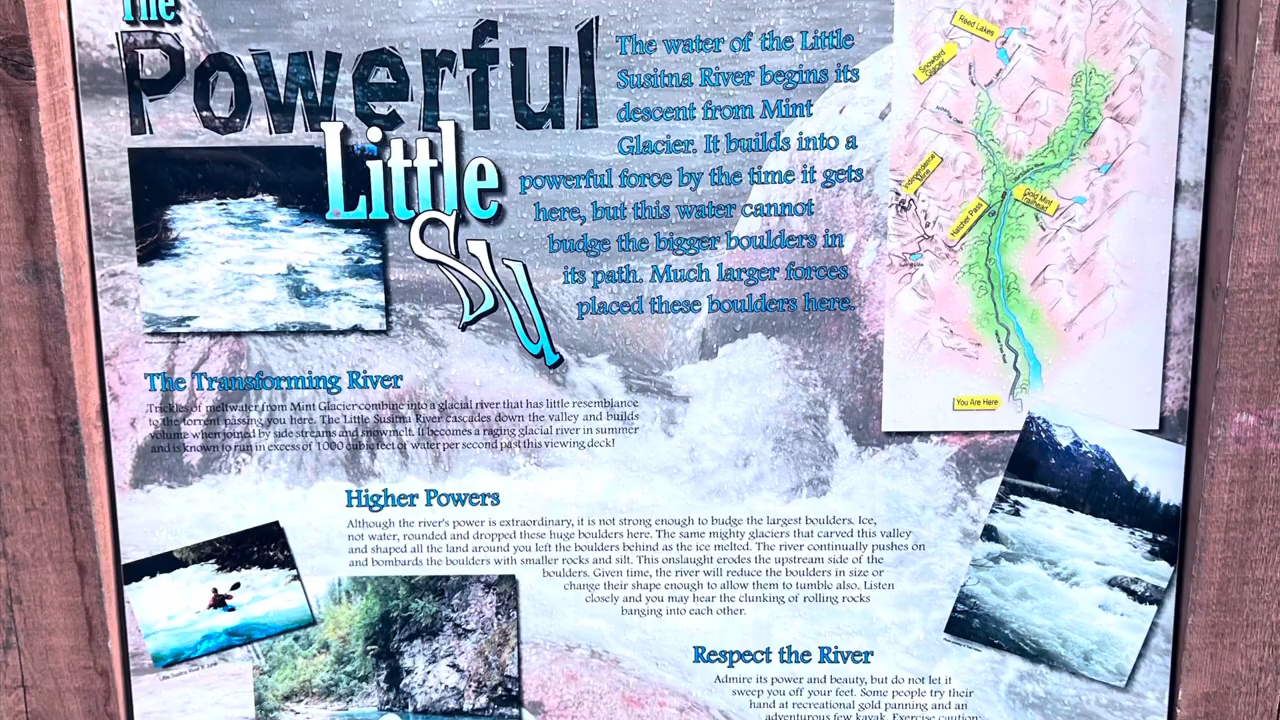 The
Powerful
Little
Su
The water of the Little
Susitna River begins its
descent from Mint
Glacier. It builds into a
powerful force by the time it gets
here, but this water cannot
budge the bigger boulders in
its path. Much larger forces
placed these boulders here.
Reed Lakes
Snowbird
Glacier
Independence
Mine
Gold Mint
Trailhead
Hatcher Pass
You Are Here
The Transforming River
Trickles of meltwater from Mint Glacier combine into a glacial river that has little resemblance
to the torrent passing you here. The Little Susitna River cascades down the valley and builds
volume when joined by side streams and snowmelt. It becomes a raging glacial river in summer
and is known to run in excess of 1000 cubic feet of water per second past this viewing deck!
Higher Powers
Although the river's power is extraordinary, it is not strong enough to budge the largest boulders. Ice,
not water, rounded and dropped these huge boulders here. The same mighty glaciers that carved this valley
and shaped all the land around you left the boulders behind as the ice melted. The river continually pushes on
and bombards the boulders with smaller rocks and silt. This onslaught erodes the upstream side of the
boulders. Given time, the river will reduce the boulders in size or
change their shape enough to allow them to tumble also. Listen
closely and you may hear the clunking of rolling rocks
banging into each other.
Respect the River
Admire its power and beauty, but do not let it
sweep you off your feet. Some people try their
hand at recreational gold panning and an
adventurous few kayak. Exercise caution: